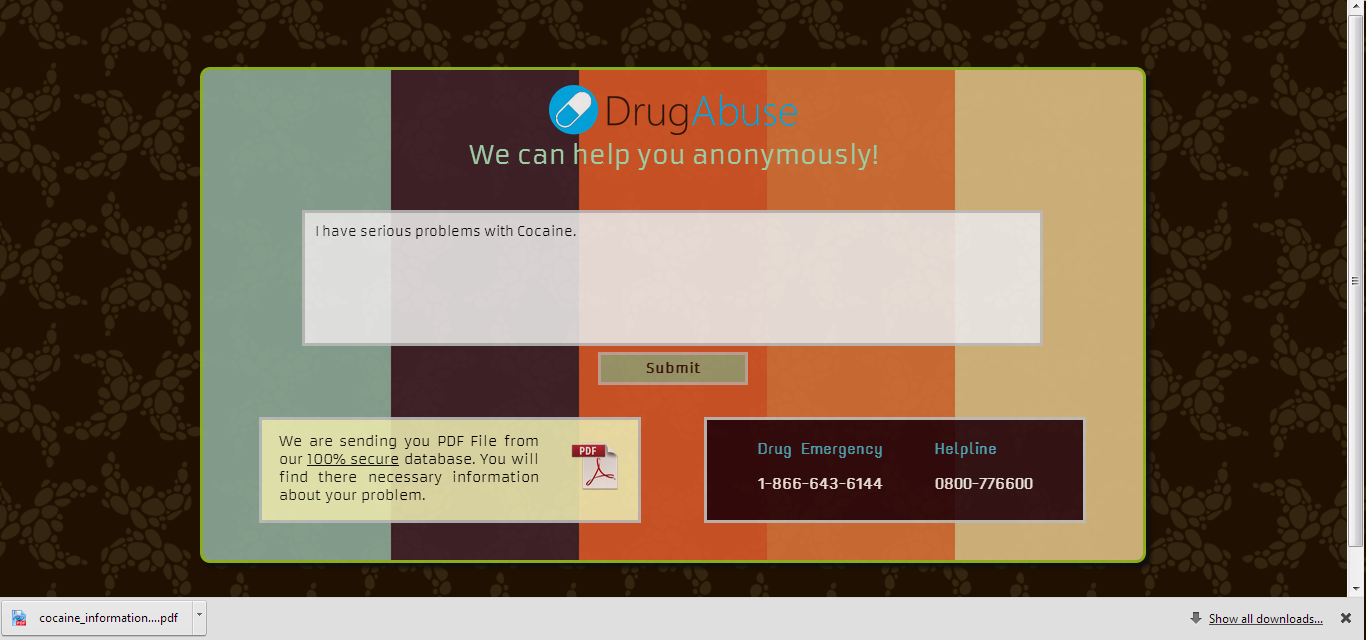 DrugAbuse
We can help you anonymously!
I have serious problems with Cocaine.
Submit
We are sending you PDF File from
our 100% secure database. You will
find there necessary information
about your problem.
PDF
Drug Emergency Helpline
1-866-643-6144 0800-776600
cocaine_information....pdf
Show all downloads...